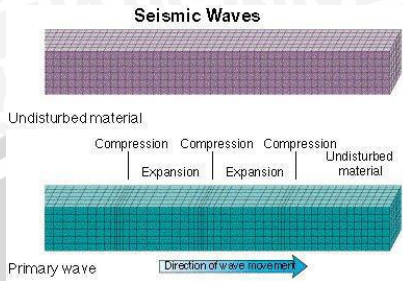 Seismic Waves
Undisturbed material
Compression Compression Compression
Expansion Expansion
Undisturbed
material
Primary wave
Direction of wave movement